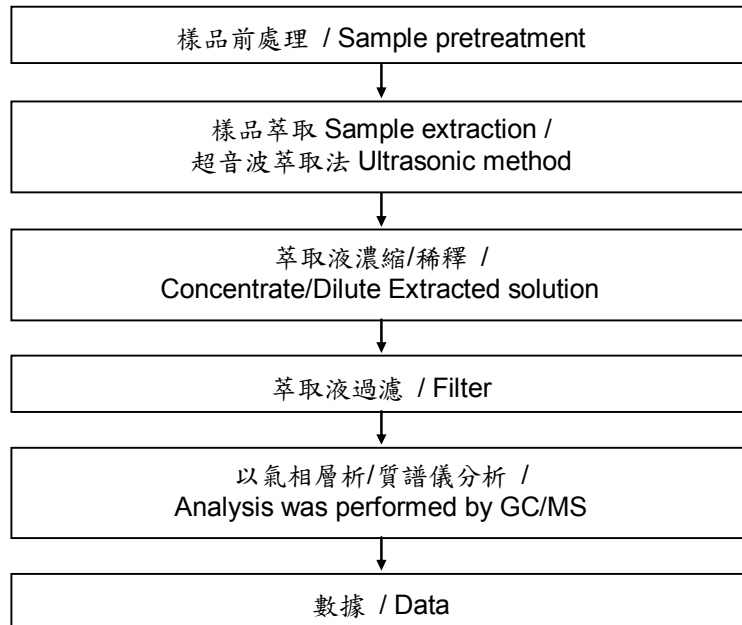 樣品前處理 / Sample pretreatment
樣品萃取 Sample extraction /
超音波萃取法 Ultrasonic method
萃取液濃縮/稀釋 /
Concentrate/Dilute Extracted solution
萃取液過濾 / Filter
以氣相層析/質譜儀分析 /
Analysis was performed by GC/MS
數據 / Data